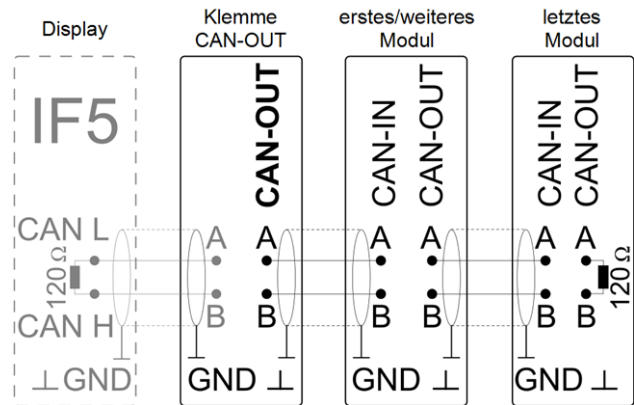 Display
Klemme
CAN-OUT
erstes/weiteres
Modul
letztes
Modul
IF5
CAN-OUT
CAN-IN
CAN-OUT
CAN-IN
CAN-OUT
CAN L
A
A
A
A
A
A
120 Ω
120 Ω
CAN H
B
B
B
B
B
B
⊥ GND
GND ⊥
GND ⊥
GND ⊥